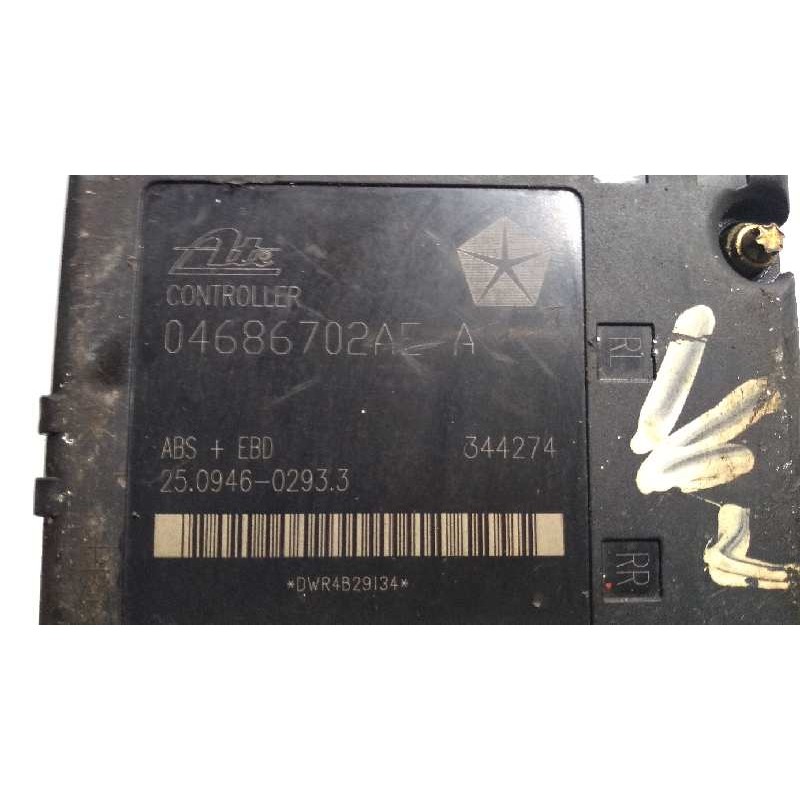 Ate
CONTROLLER
04686702AE A
ABS + EBD 344274
25.0946-0293.3
*DWR4B29134*
RL
RR